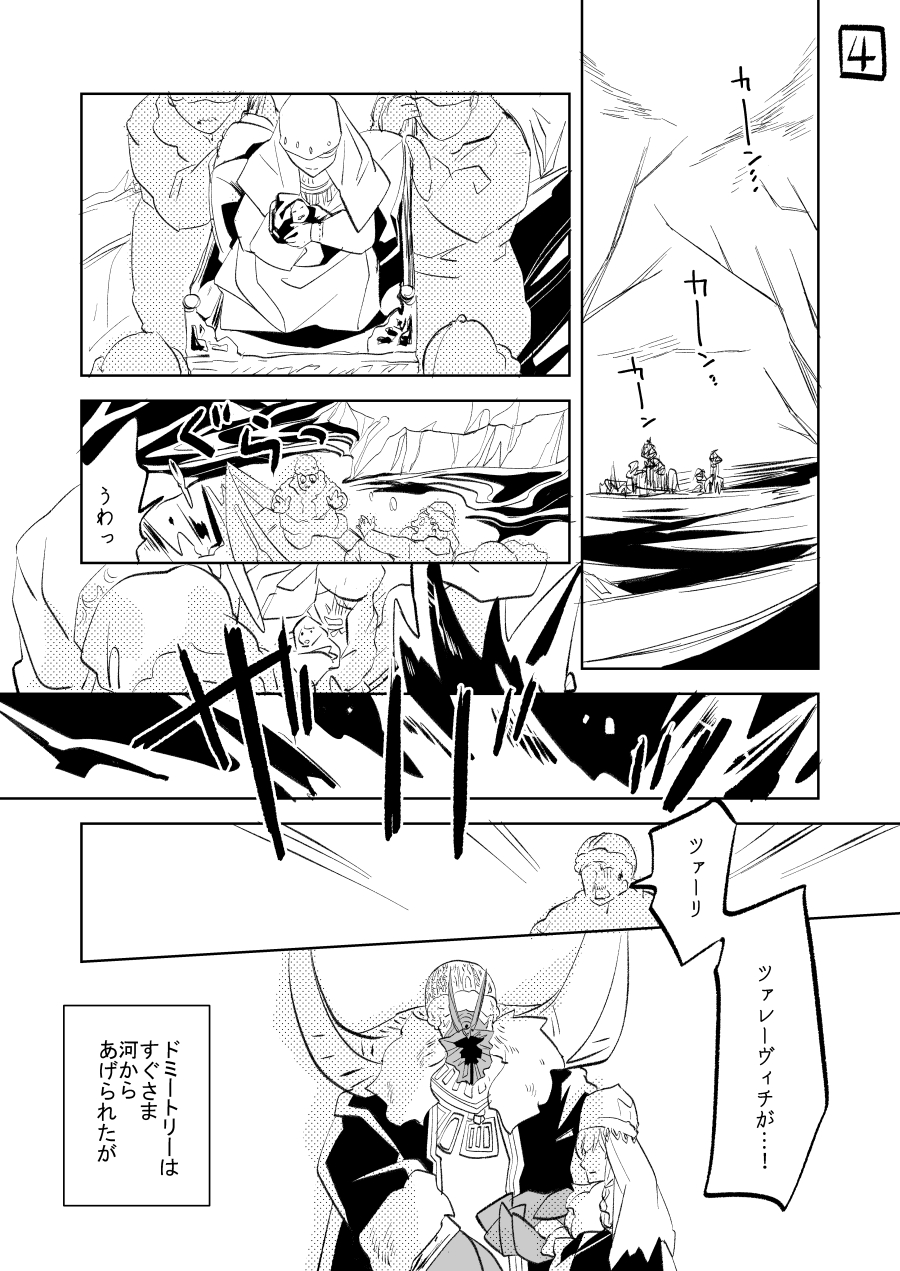 4
カーン…
カーン…
カーン
ぐらっ
うわっ
ツァーリ
ツァレーヴィチが…！
ドミートリーは
すぐさま
河から
あげられたが